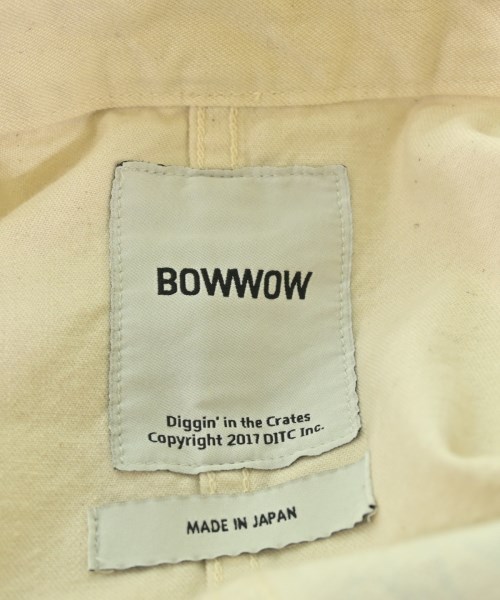 BOWWOW
Diggin' in the Crates
Copyright 2017 DITC Inc.
MADE IN JAPAN